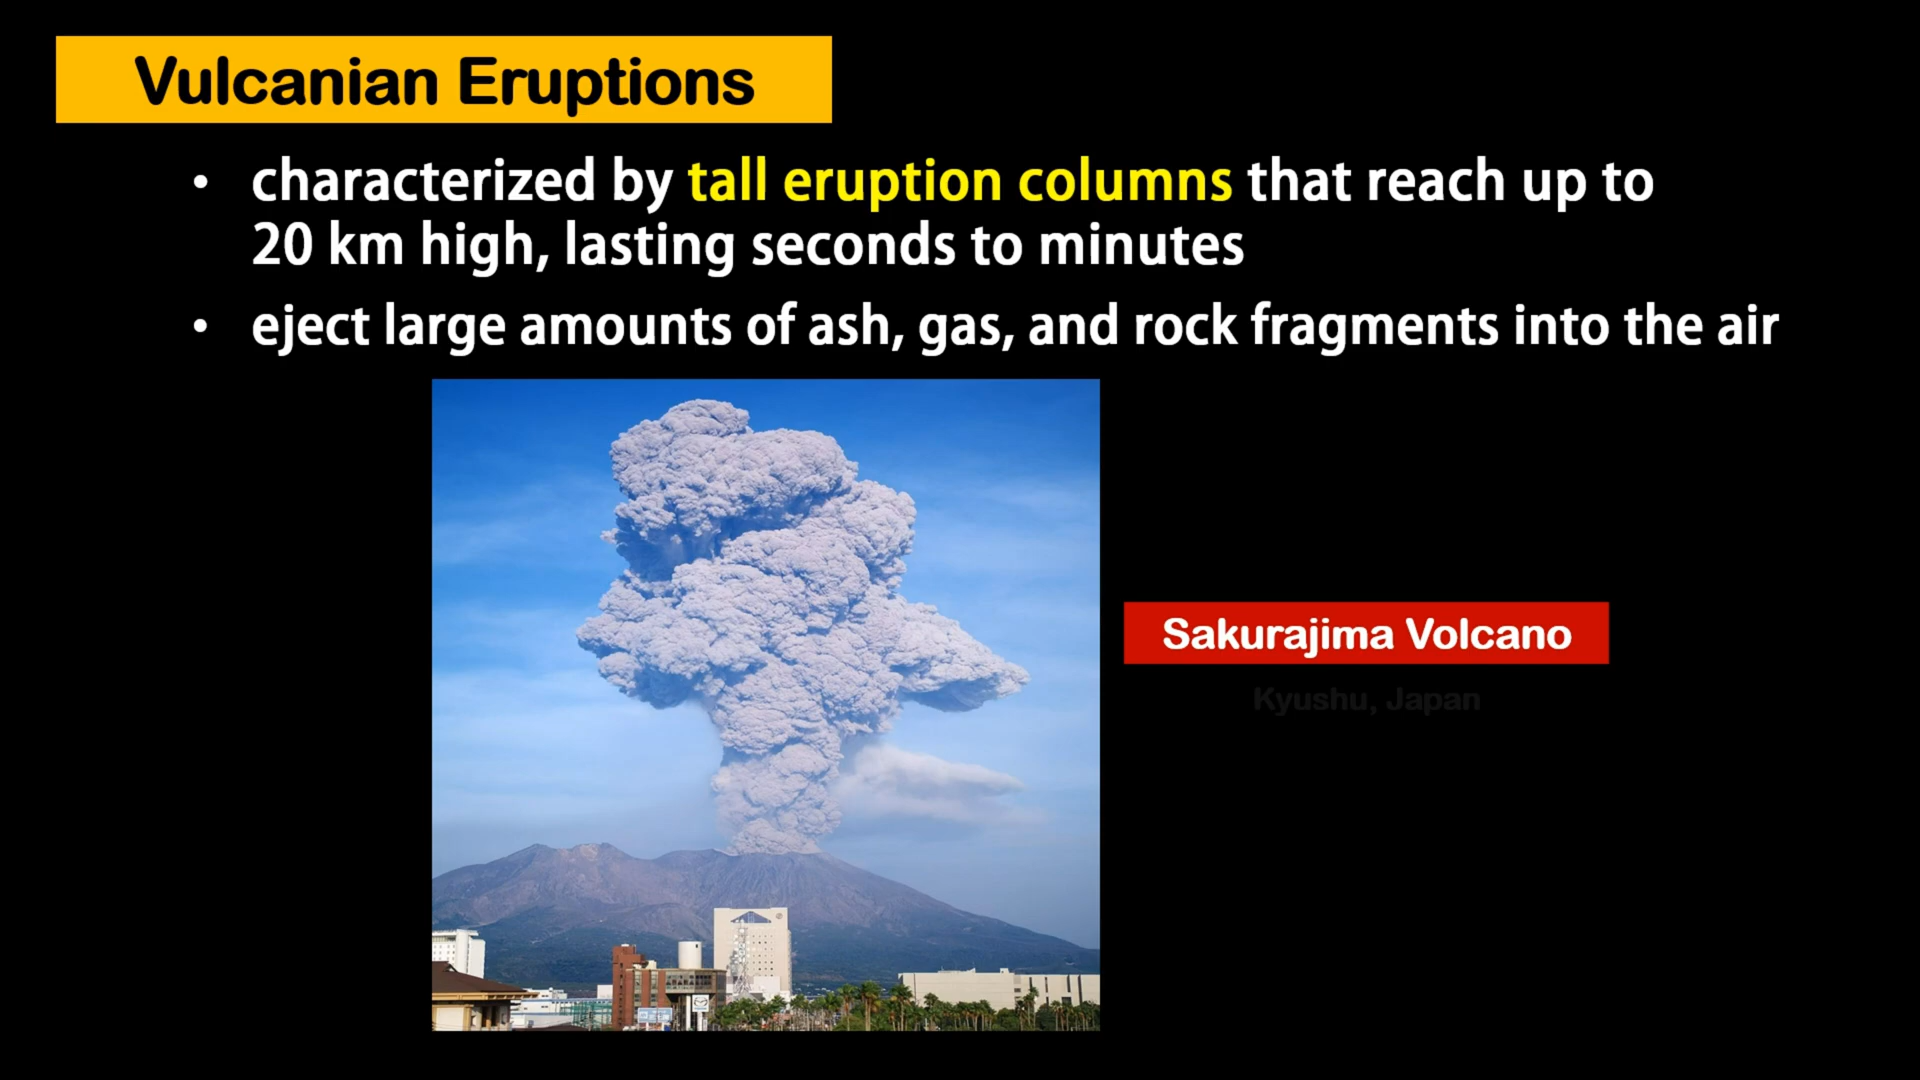 Vulcanian Eruptions
• characterized by tall eruption columns that reach up to
20 km high, lasting seconds to minutes
• eject large amounts of ash, gas, and rock fragments into the air
Sakurajima Volcano
Kyushu, Japan